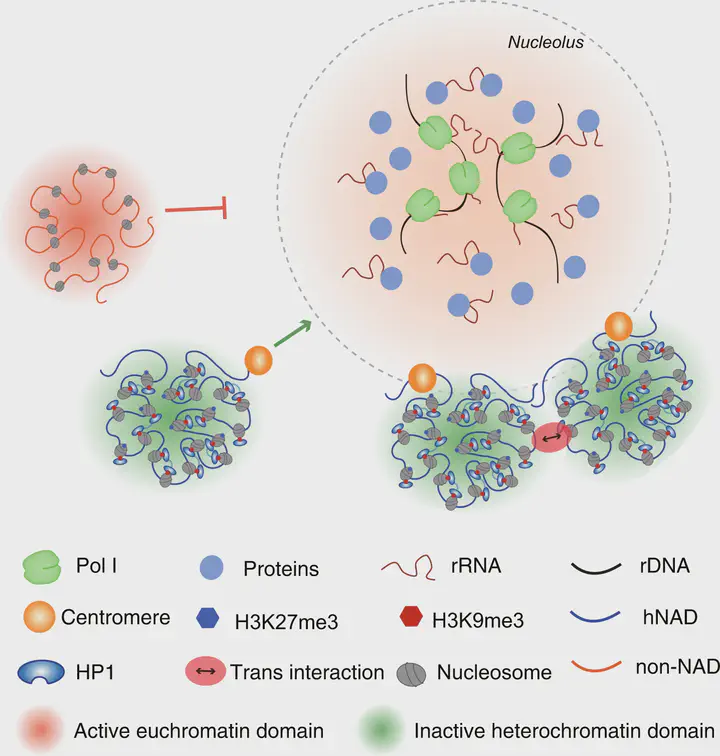 Nucleolus
Pol I
Proteins
rRNA
rDNA
Centromere
H3K27me3
H3K9me3
hNAD
HP1
Trans interaction
Nucleosome
non-NAD
Active euchromatin domain
Inactive heterochromatin domain